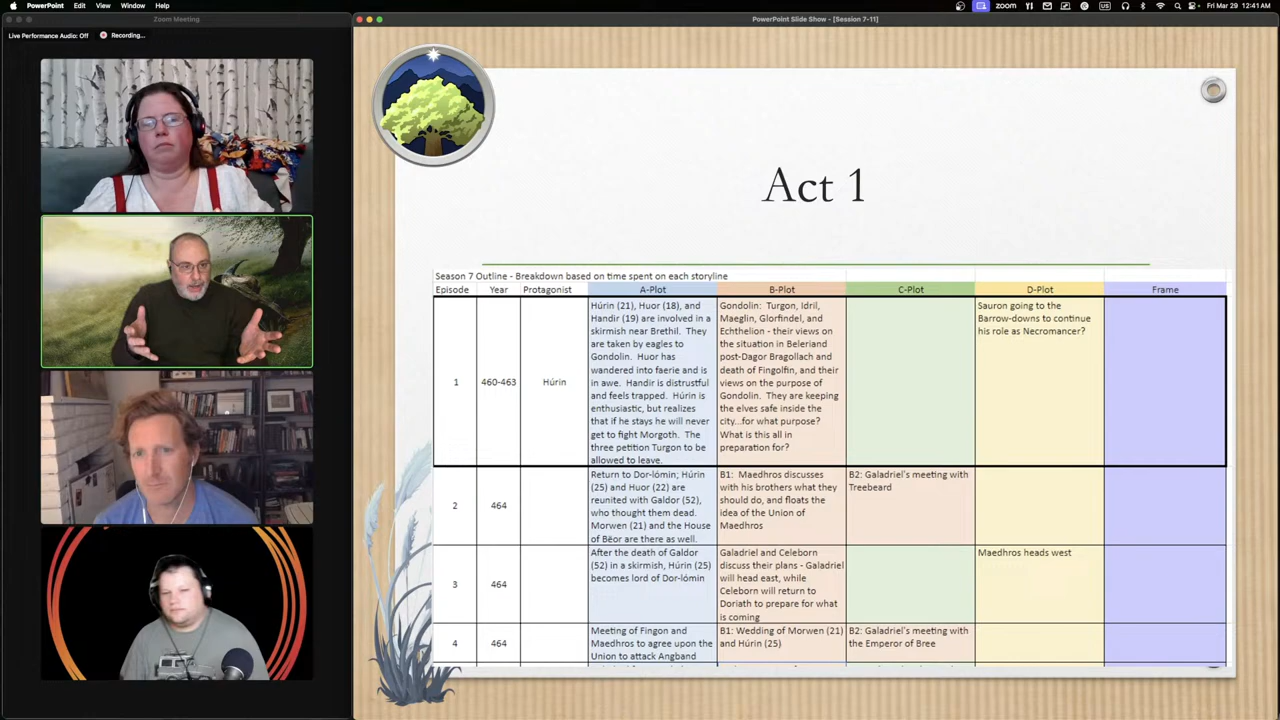 PowerPoint Edit View Window Help
zoom US Fri Mar 29 12:41 AM
Zoom Meeting
PowerPoint Slide Show - [Session 7-11]
Live Performance Audio: Off Recording...
Act 1
Season 7 Outline - Breakdown based on time spent on each storyline
Episode Year Protagonist A-Plot B-Plot C-Plot D-Plot Frame
1 460-463 Húrin
Húrin (21), Huor (18), and
Handir (19) are involved in a
skirmish near Brethil. They
are taken by eagles to
Gondolin. Huor has
wandered into faerie and is
in awe. Handir is distrustful
and feels trapped. Húrin is
enthusiastic, but realizes
that if he stays he will never
get to fight Morgoth. The
three petition Turgon to be
allowed to leave.
Gondolin: Turgon, Idril,
Maeglin, Glorfindel, and
Echthelion - their views on
the situation in Beleriand
post-Dagor Bragollach and
death of Fingolfin, and their
views on the purpose of
Gondolin. They are keeping
the elves safe inside the
city...for what purpose?
What is this all in
preparation for?
Sauron going to the
Barrow-downs to continue
his role as Necromancer?
2 464
Return to Dor-lómin; Húrin
(25) and Huor (22) are
reunited with Galdor (52),
who thought them dead.
Morwen (21) and the House
of Bëor are there as well.
B1: Maedhros discusses
with his brothers what they
should do, and floats the
idea of the Union of
Maedhros
B2: Galadriel's meeting with
Treebeard
3 464
After the death of Galdor
(52) in a skirmish, Húrin (25)
becomes lord of Dor-lómin
Galadriel and Celeborn
discuss their plans - Galadriel
will head east, while
Celeborn will return to
Doriath to prepare for what
is coming
Maedhros heads west
4 464
Meeting of Fingon and
Maedhros to agree upon the
Union to attack Angband
B1: Wedding of Morwen (21)
and Húrin (25)
B2: Galadriel's meeting with
the Emperor of Bree